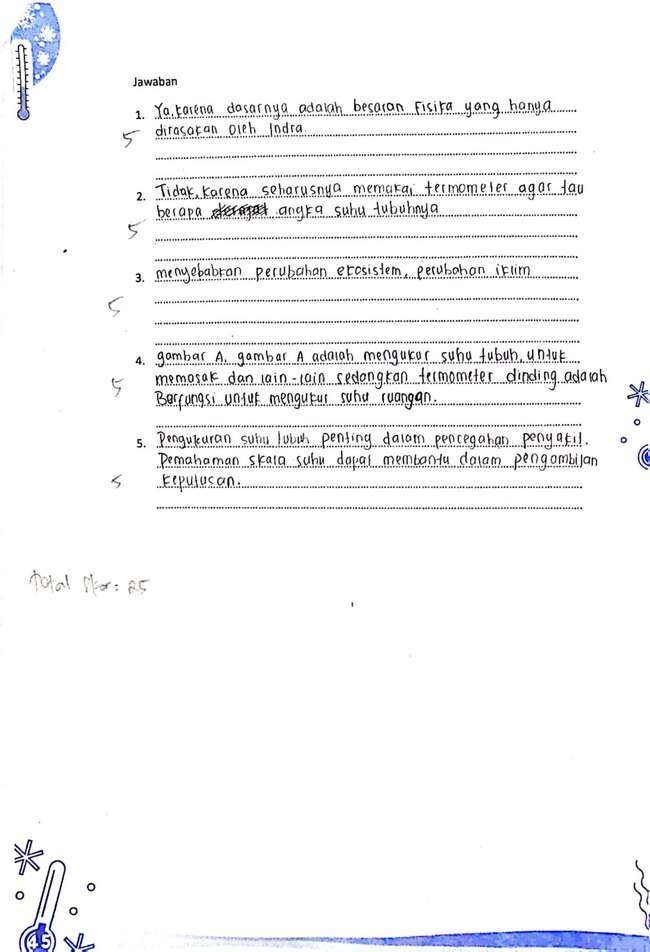 Jawaban
1. Ya, karena dasarnya adalah besaran Fisika yang hanya
5
dirasakan oleh Indra.
2. Tidak, karena seharusnya memakai termometer agar tau
berapa angka suhu tubuhnya
5
3. menyebabkan perubahan ekosistem, perubahan iklim
5
4. gambar A. gambar A adalah mengukur suhu tubuh, untuk
5 memasak dan lain-lain sedangkan termometer dinding adalah
Berfungsi untuk mengukur suhu ruangan.
5. Pengukuran suhu tubuh penting dalam pencegahan penyakit.
Pemahaman skala suhu dapat membantu dalam pengambilan
5 keputusan.
Total Skor: 25
45